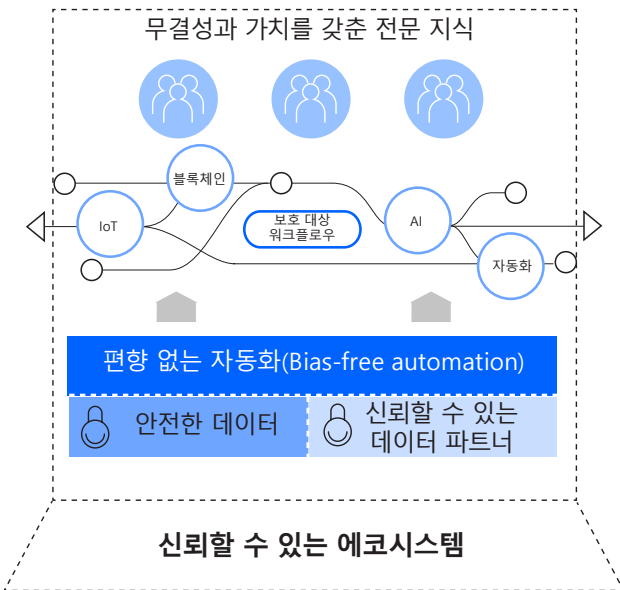 무결성과 가치를 갖춘 전문 지식
블록체인
IoT
보호 대상
워크플로우
AI
자동화
편향 없는 자동화(Bias-free automation)
안전한 데이터
신뢰할 수 있는
데이터 파트너
신뢰할 수 있는 에코시스템